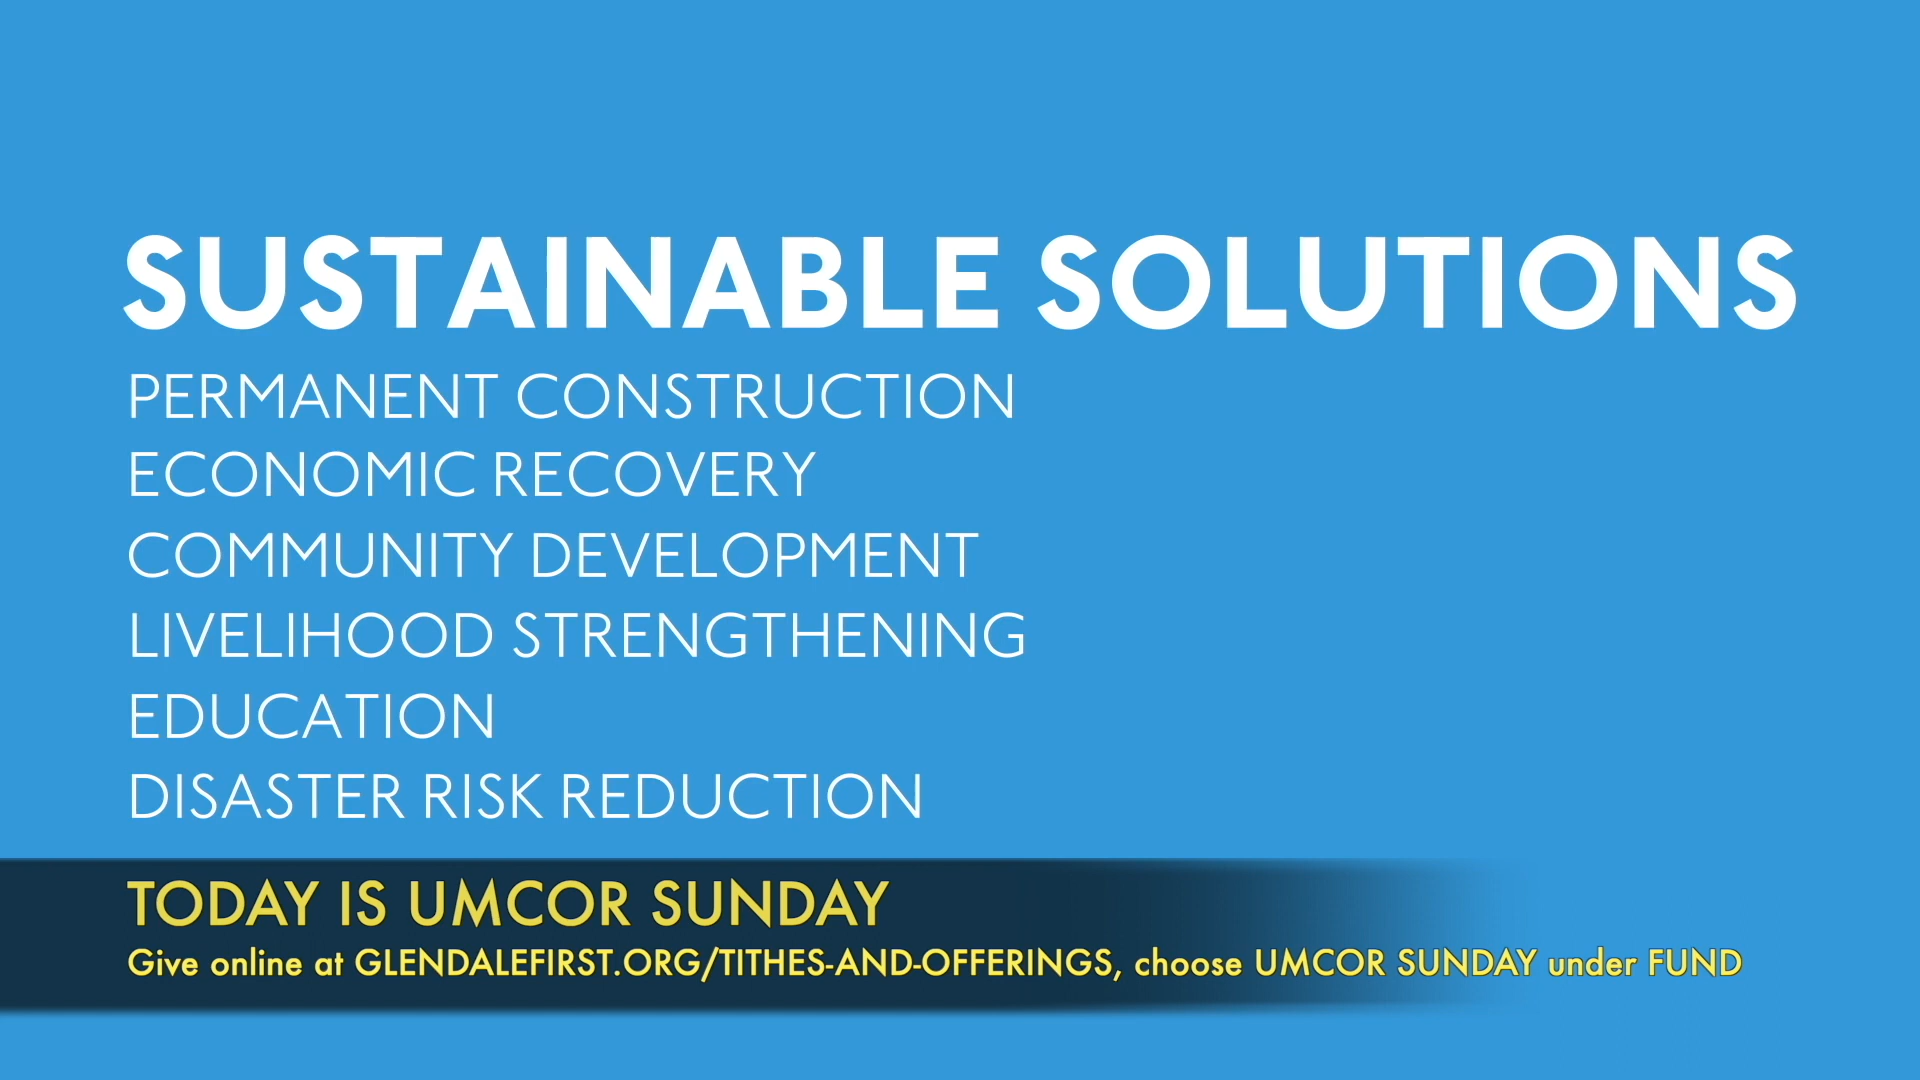 SUSTAINABLE SOLUTIONS
PERMANENT CONSTRUCTION
ECONOMIC RECOVERY
COMMUNITY DEVELOPMENT
LIVELIHOOD STRENGTHENING
EDUCATION
DISASTER RISK REDUCTION
TODAY IS UMCOR SUNDAY
Give online at GLENDALEFIRST.ORG/TITHES-AND-OFFERINGS, choose UMCOR SUNDAY under FUND